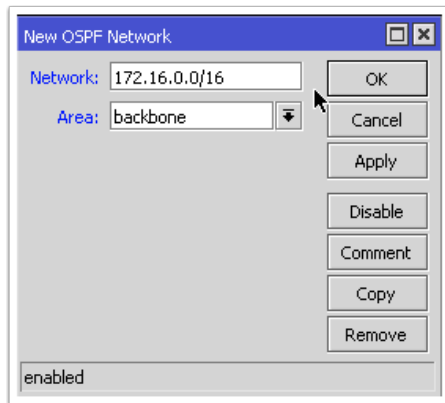 New OSPF Network
Network: 172.16.0.0/16
Area: backbone
OK
Cancel
Apply
Disable
Comment
Copy
Remove
enabled